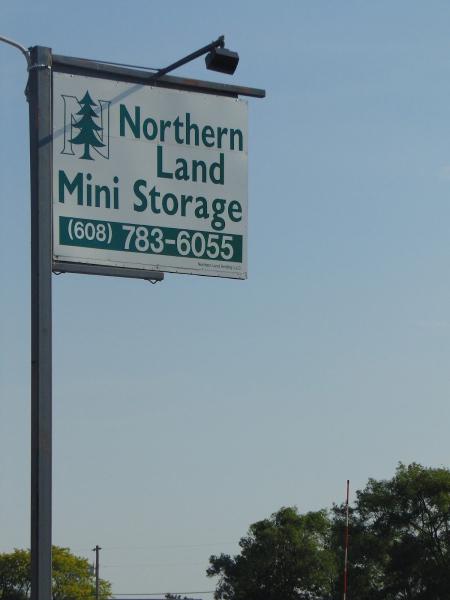 N
Northern
Land
Mini Storage
(608) 783-6055